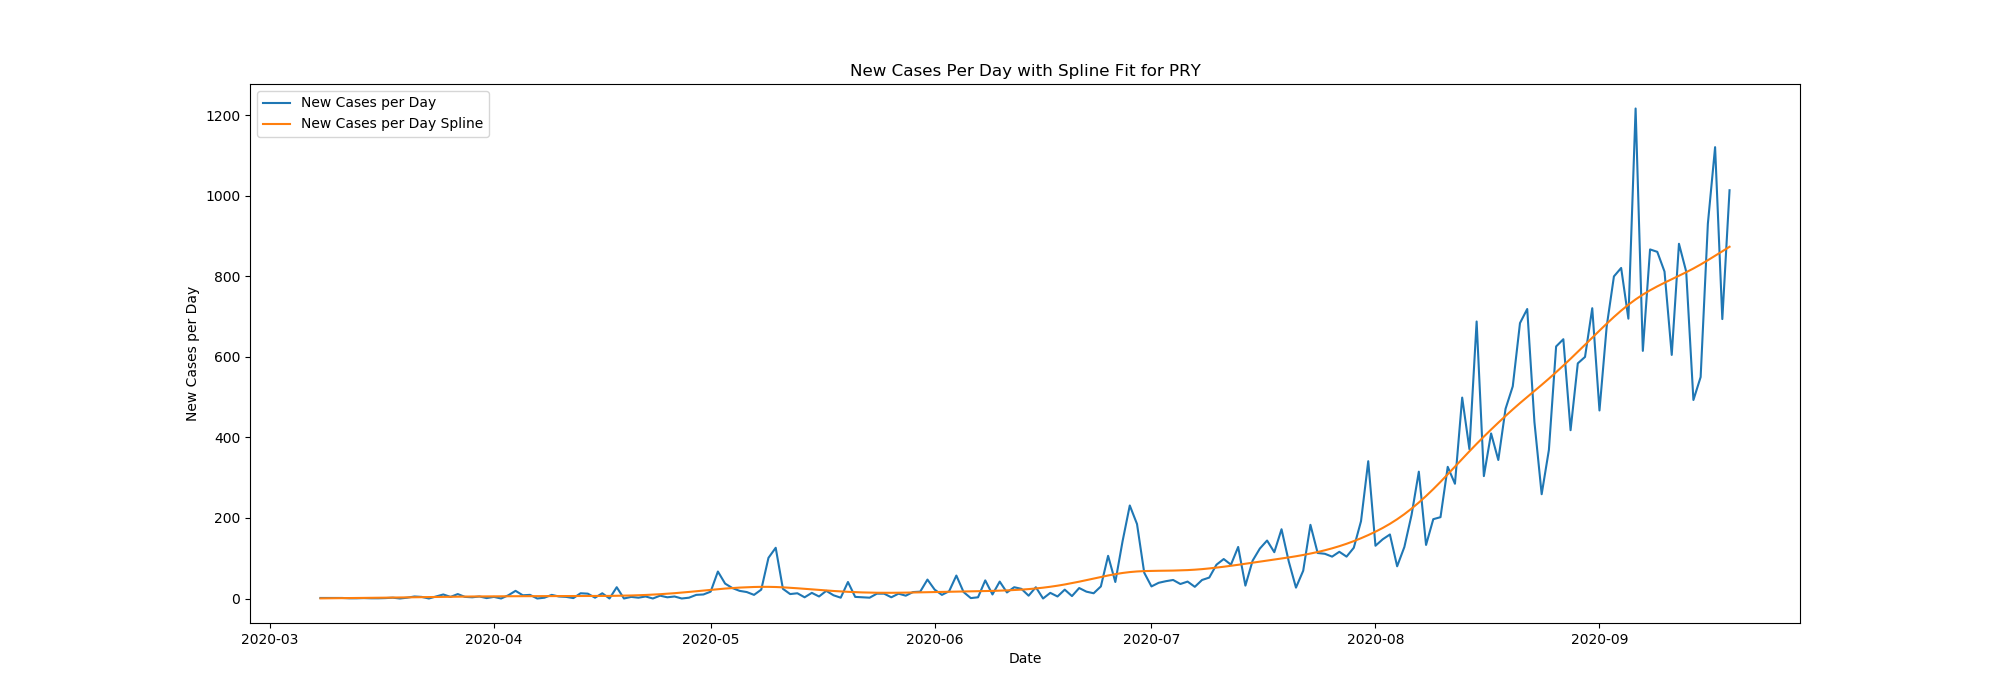 New Cases Per Day with Spline Fit for PRY
New Cases per Day
New Cases per Day Spline
1200
1000
800
600
400
200
0
New Cases per Day
2020-03 2020-04 2020-05 2020-06 2020-07 2020-08 2020-09
Date